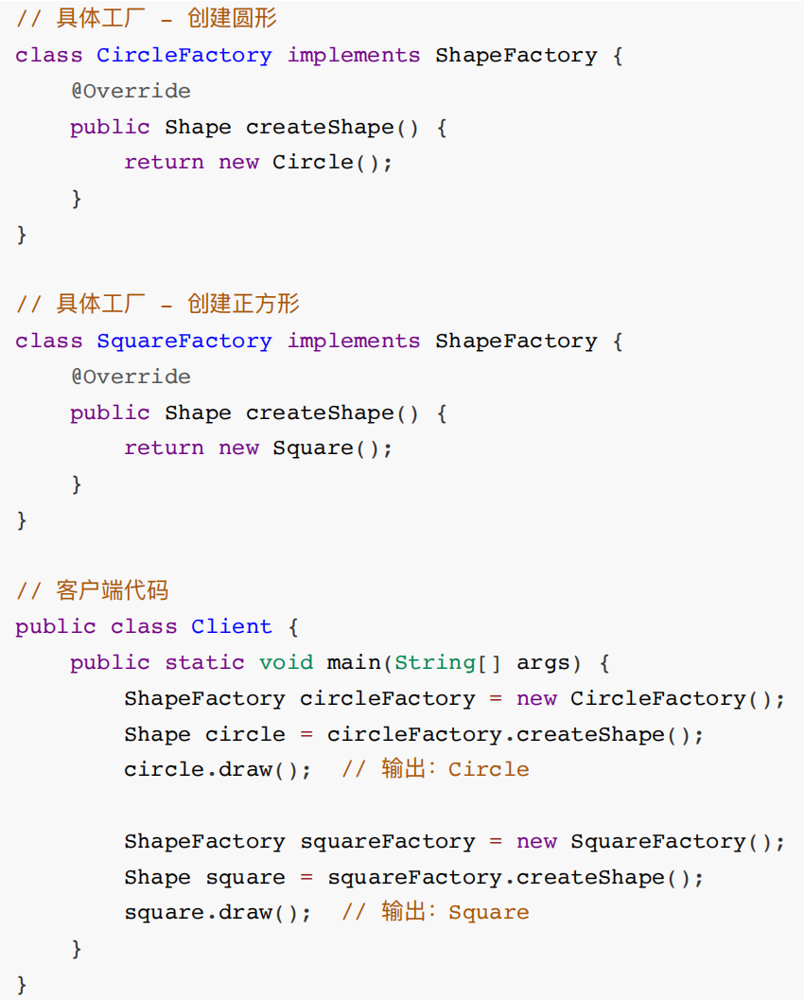 // 具体工厂 – 创建圆形
class CircleFactory implements ShapeFactory {
    @Override
    public Shape createShape() {
        return new Circle();
    }
}

// 具体工厂 – 创建正方形
class SquareFactory implements ShapeFactory {
    @Override
    public Shape createShape() {
        return new Square();
    }
}

// 客户端代码
public class Client {
    public static void main(String[] args) {
        ShapeFactory circleFactory = new CircleFactory();
        Shape circle = circleFactory.createShape();
        circle.draw();  // 输出：Circle

        ShapeFactory squareFactory = new SquareFactory();
        Shape square = squareFactory.createShape();
        square.draw();  // 输出：Square
    }
}